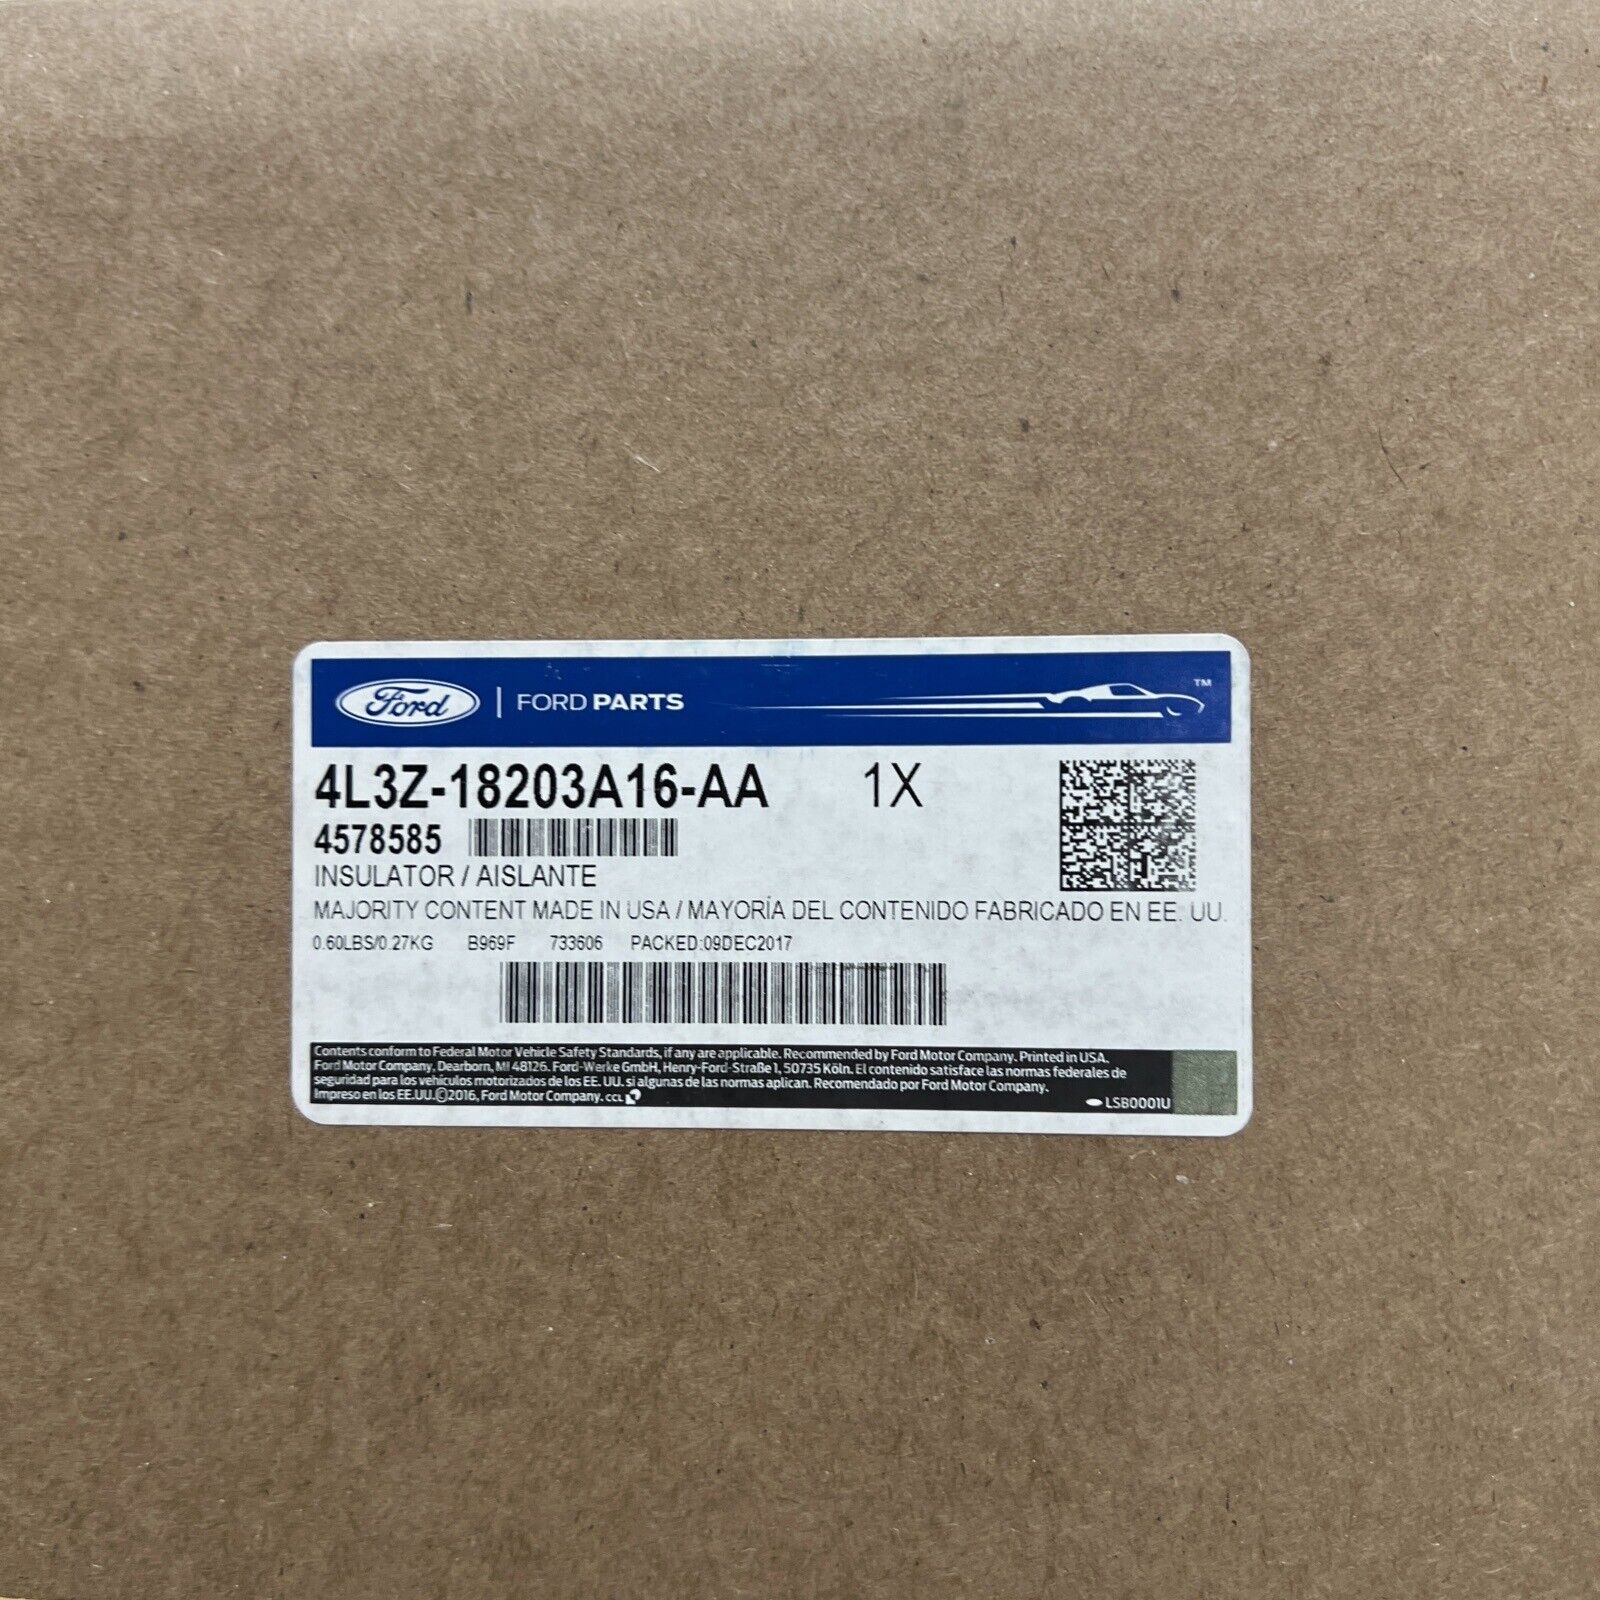 Ford | FORD PARTS ™
4L3Z-18203A16-AA 1X
4578585
INSULATOR / AISLANTE
MAJORITY CONTENT MADE IN USA / MAYORÍA DEL CONTENIDO FABRICADO EN EE. UU.
0.60LBS/0.27KG B969F 733606 PACKED:09DEC2017
Contents conform to Federal Motor Vehicle Safety Standards, if any are applicable. Recommended by Ford Motor Company. Printed in USA.
Ford Motor Company, Dearborn, MI 48126. Ford-Werke GmbH, Henry-Ford-Straße 1, 50735 Köln. El contenido satisface las normas federales de
seguridad para los vehículos motorizados de los EE. UU. si algunas de las normas aplican. Recomendado por Ford Motor Company.
Impreso en los EE.UU.©2016, Ford Motor Company. CCL
LSB0001U